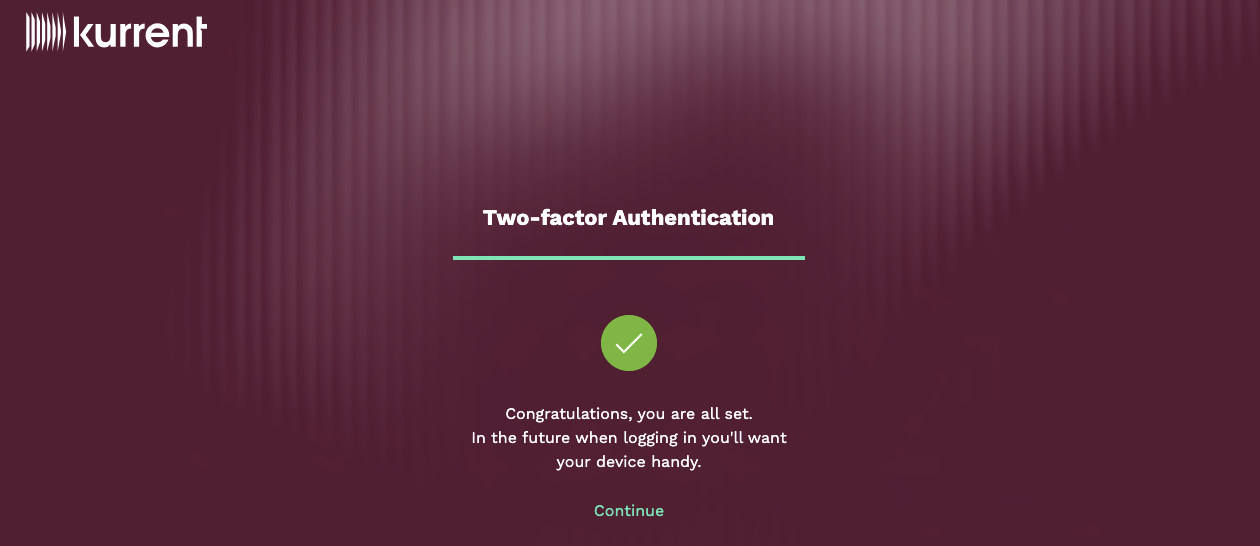 kurrent
Two-factor Authentication
Congratulations, you are all set.
In the future when logging in you'll want
your device handy.
Continue